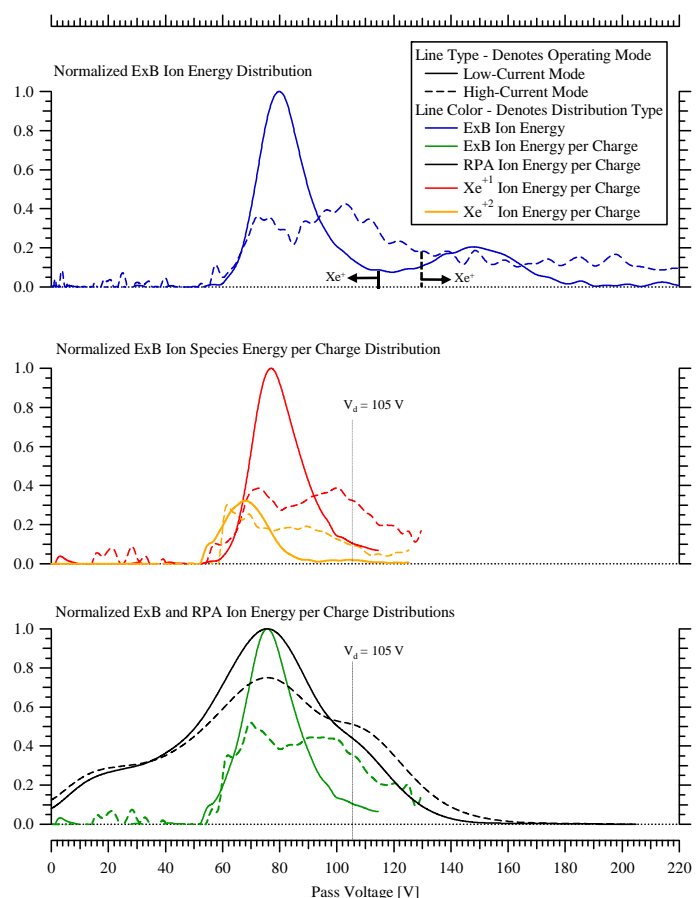 Normalized ExB Ion Energy Distribution
Line Type - Denotes Operating Mode
Low-Current Mode
High-Current Mode
Line Color - Denotes Distribution Type
ExB Ion Energy
ExB Ion Energy per Charge
RPA Ion Energy per Charge
Xe+1 Ion Energy per Charge
Xe+2 Ion Energy per Charge
1.0
0.8
0.6
0.4
0.2
0.0
Xe+
Xe+
Normalized ExB Ion Species Energy per Charge Distribution
1.0
0.8
0.6
0.4
0.2
0.0
Vd = 105 V
Normalized ExB and RPA Ion Energy per Charge Distributions
1.0
0.8
0.6
0.4
0.2
0.0
Vd = 105 V
0 20 40 60 80 100 120 140 160 180 200 220
Pass Voltage [V]